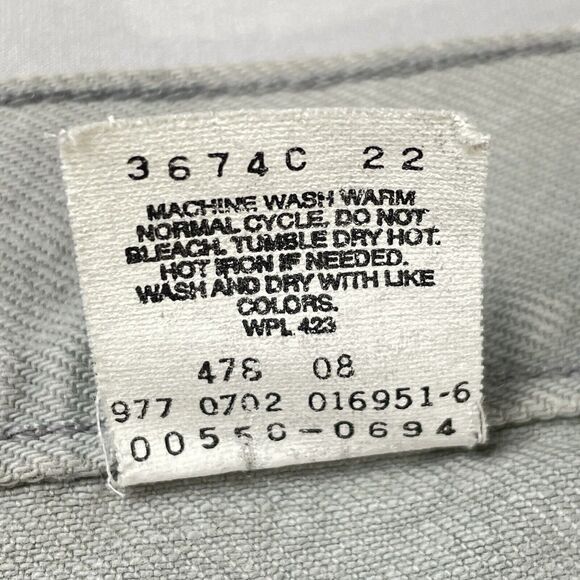 3674C 22
MACHINE WASH WARM
NORMAL CYCLE. DO NOT
BLEACH. TUMBLE DRY HOT.
HOT IRON IF NEEDED.
WASH AND DRY WITH LIKE
COLORS.
WPL 423
478 08
977 0702 016951-6
00550-0694